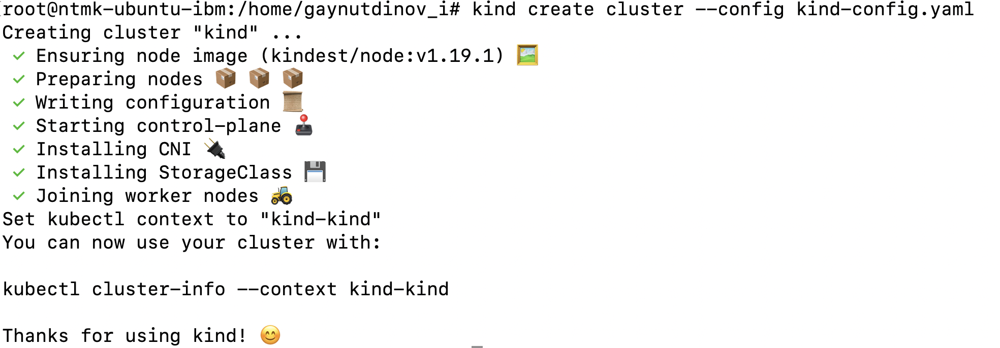 root@ntmk-ubuntu-ibm:/home/gaynutdinov_i# kind create cluster --config kind-config.yaml
Creating cluster "kind" ...
✓ Ensuring node image (kindest/node:v1.19.1) 🖼
✓ Preparing nodes 📦 📦 📦
✓ Writing configuration 📜
✓ Starting control-plane 🕹️
✓ Installing CNI 🔌
✓ Installing StorageClass 💾
✓ Joining worker nodes 🚜
Set kubectl context to "kind-kind"
You can now use your cluster with:
kubectl cluster-info --context kind-kind
Thanks for using kind! 😊